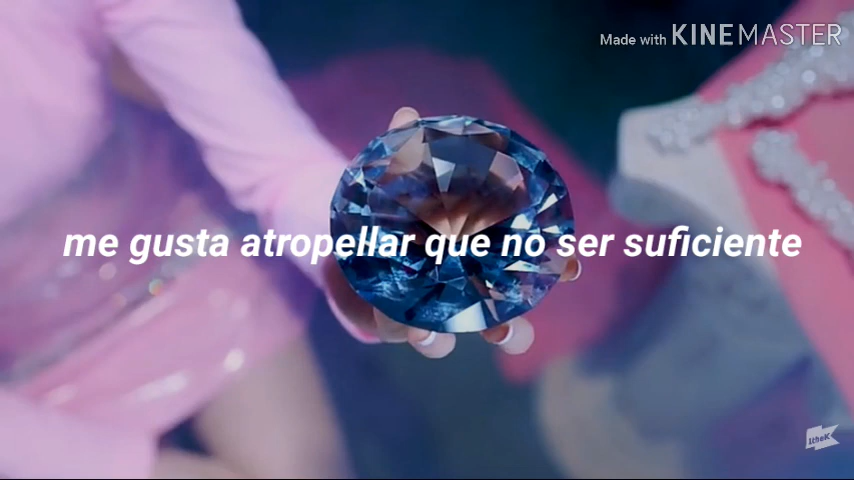 Made with KINEMASTER
me gusta atropellar que no ser suficiente
1theK